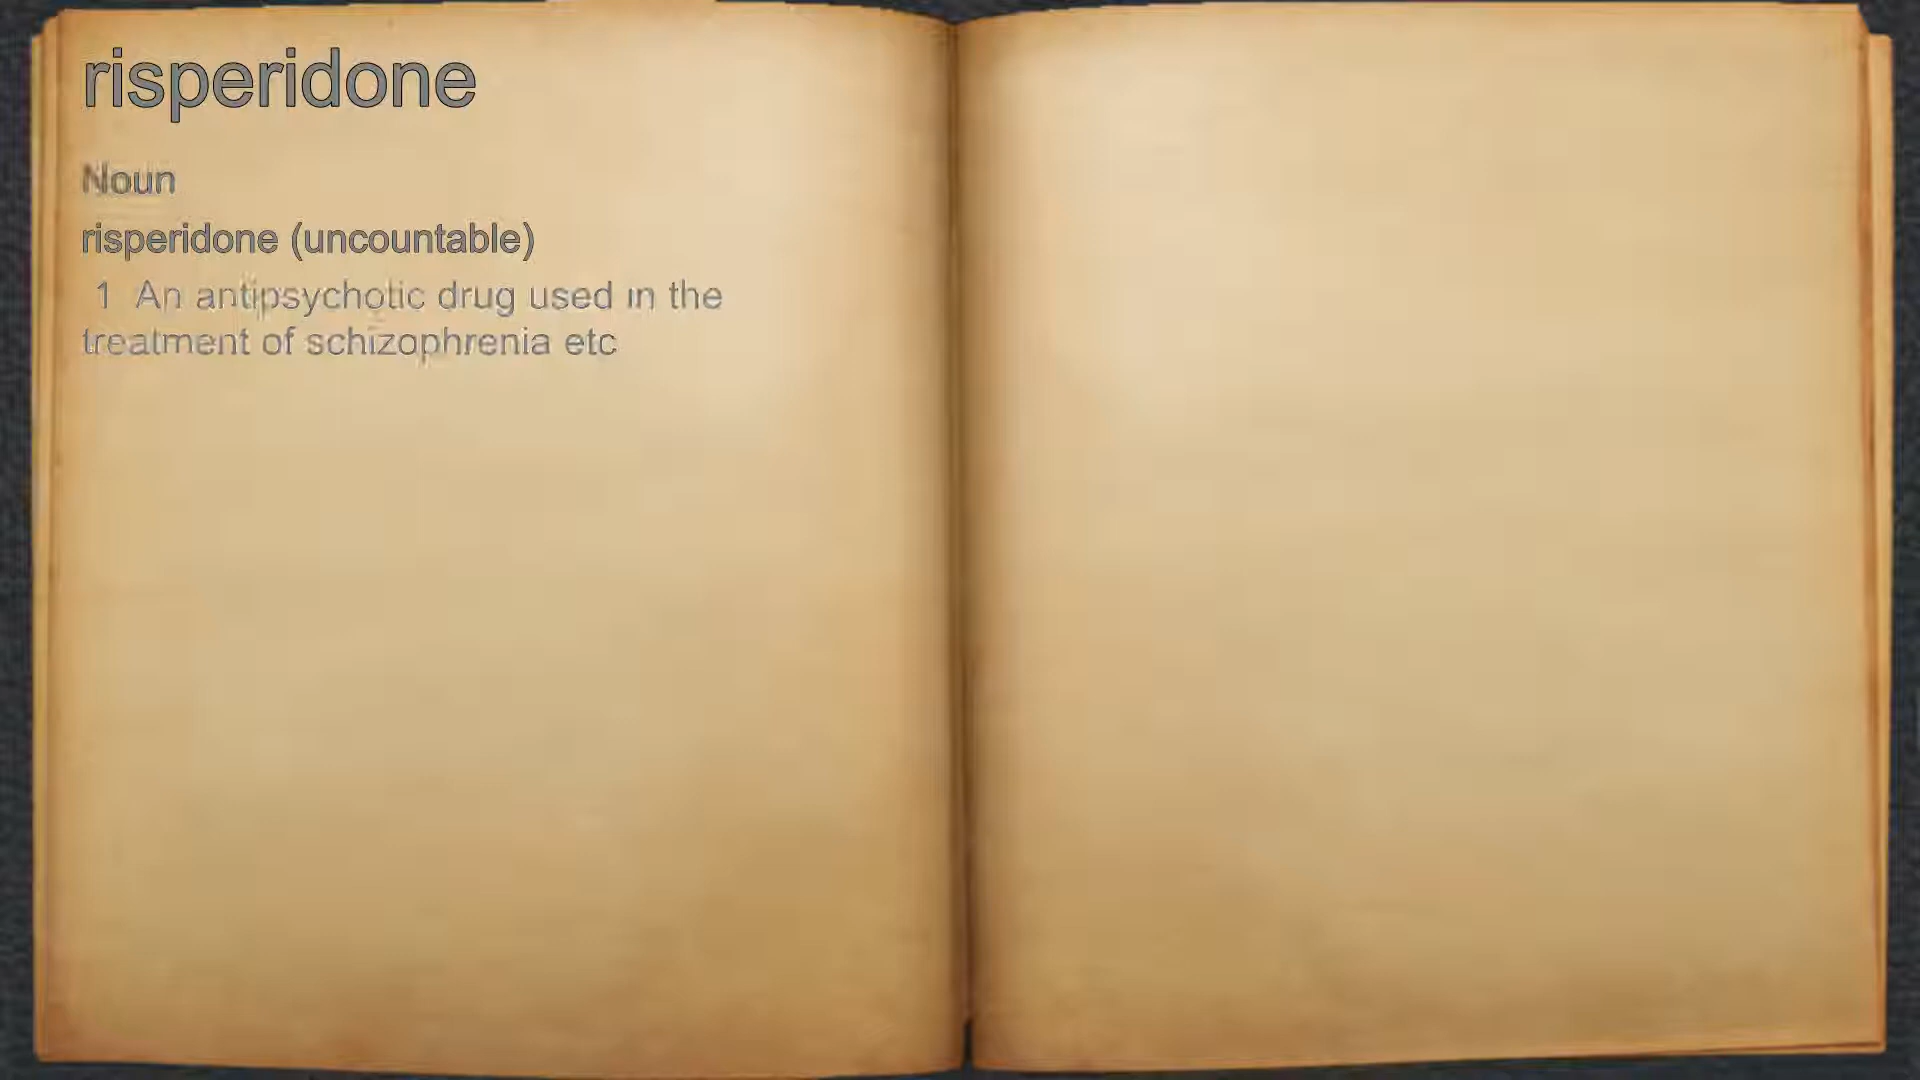 risperidone
Noun
risperidone (uncountable)
1 An antipsychotic drug used in the
treatment of schizophrenia etc